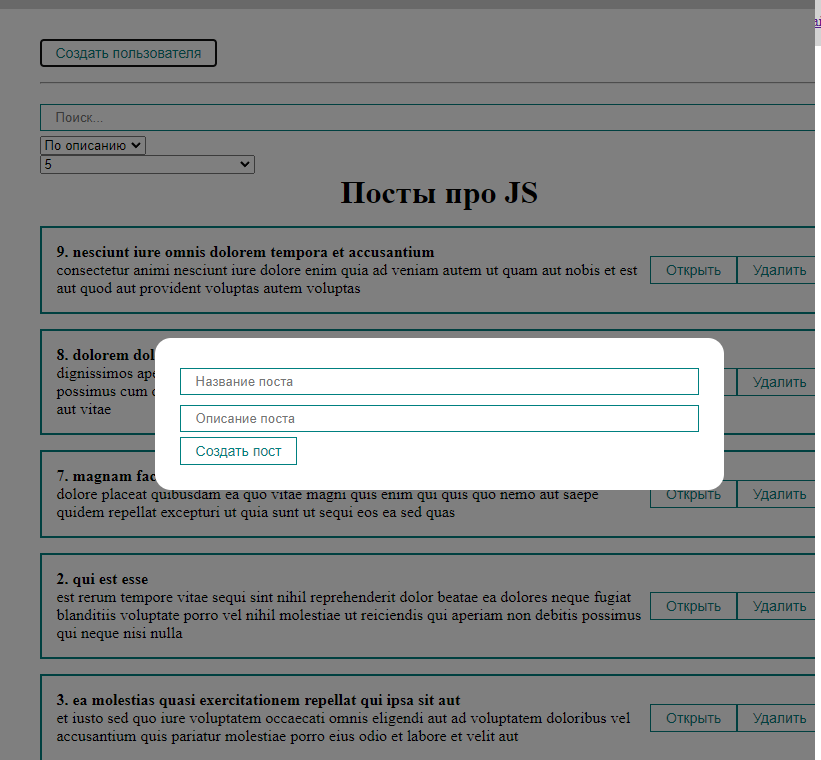 Создать пользователя
Поиск...
По описанию
5
Посты про JS
9. nesciunt iure omnis dolorem tempora et accusantium
consectetur animi nesciunt iure dolore enim quia ad veniam autem ut quam aut nobis et est
aut quod aut provident voluptas autem voluptas
Открыть
Удалить
8. dolorem dol
dignissimos ape
possimus cum
aut vitae
Удалить
Название поста
Описание поста
Создать пост
7. magnam fac
dolore placeat quibusdam ea quo vitae magni quis enim qui quis quo nemo aut saepe
quidem repellat excepturi ut quia sunt ut sequi eos ea sed quas
Открыть
Удалить
2. qui est esse
est rerum tempore vitae sequi sint nihil reprehenderit dolor beatae ea dolores neque fugiat
blanditiis voluptate porro vel nihil molestiae ut reiciendis qui aperiam non debitis possimus
qui neque nisi nulla
Открыть
Удалить
3. ea molestias quasi exercitationem repellat qui ipsa sit aut
et iusto sed quo iure voluptatem occaecati omnis eligendi aut ad voluptatem doloribus vel
accusantium quis pariatur molestiae porro eius odio et labore et velit aut
Открыть
Удалить